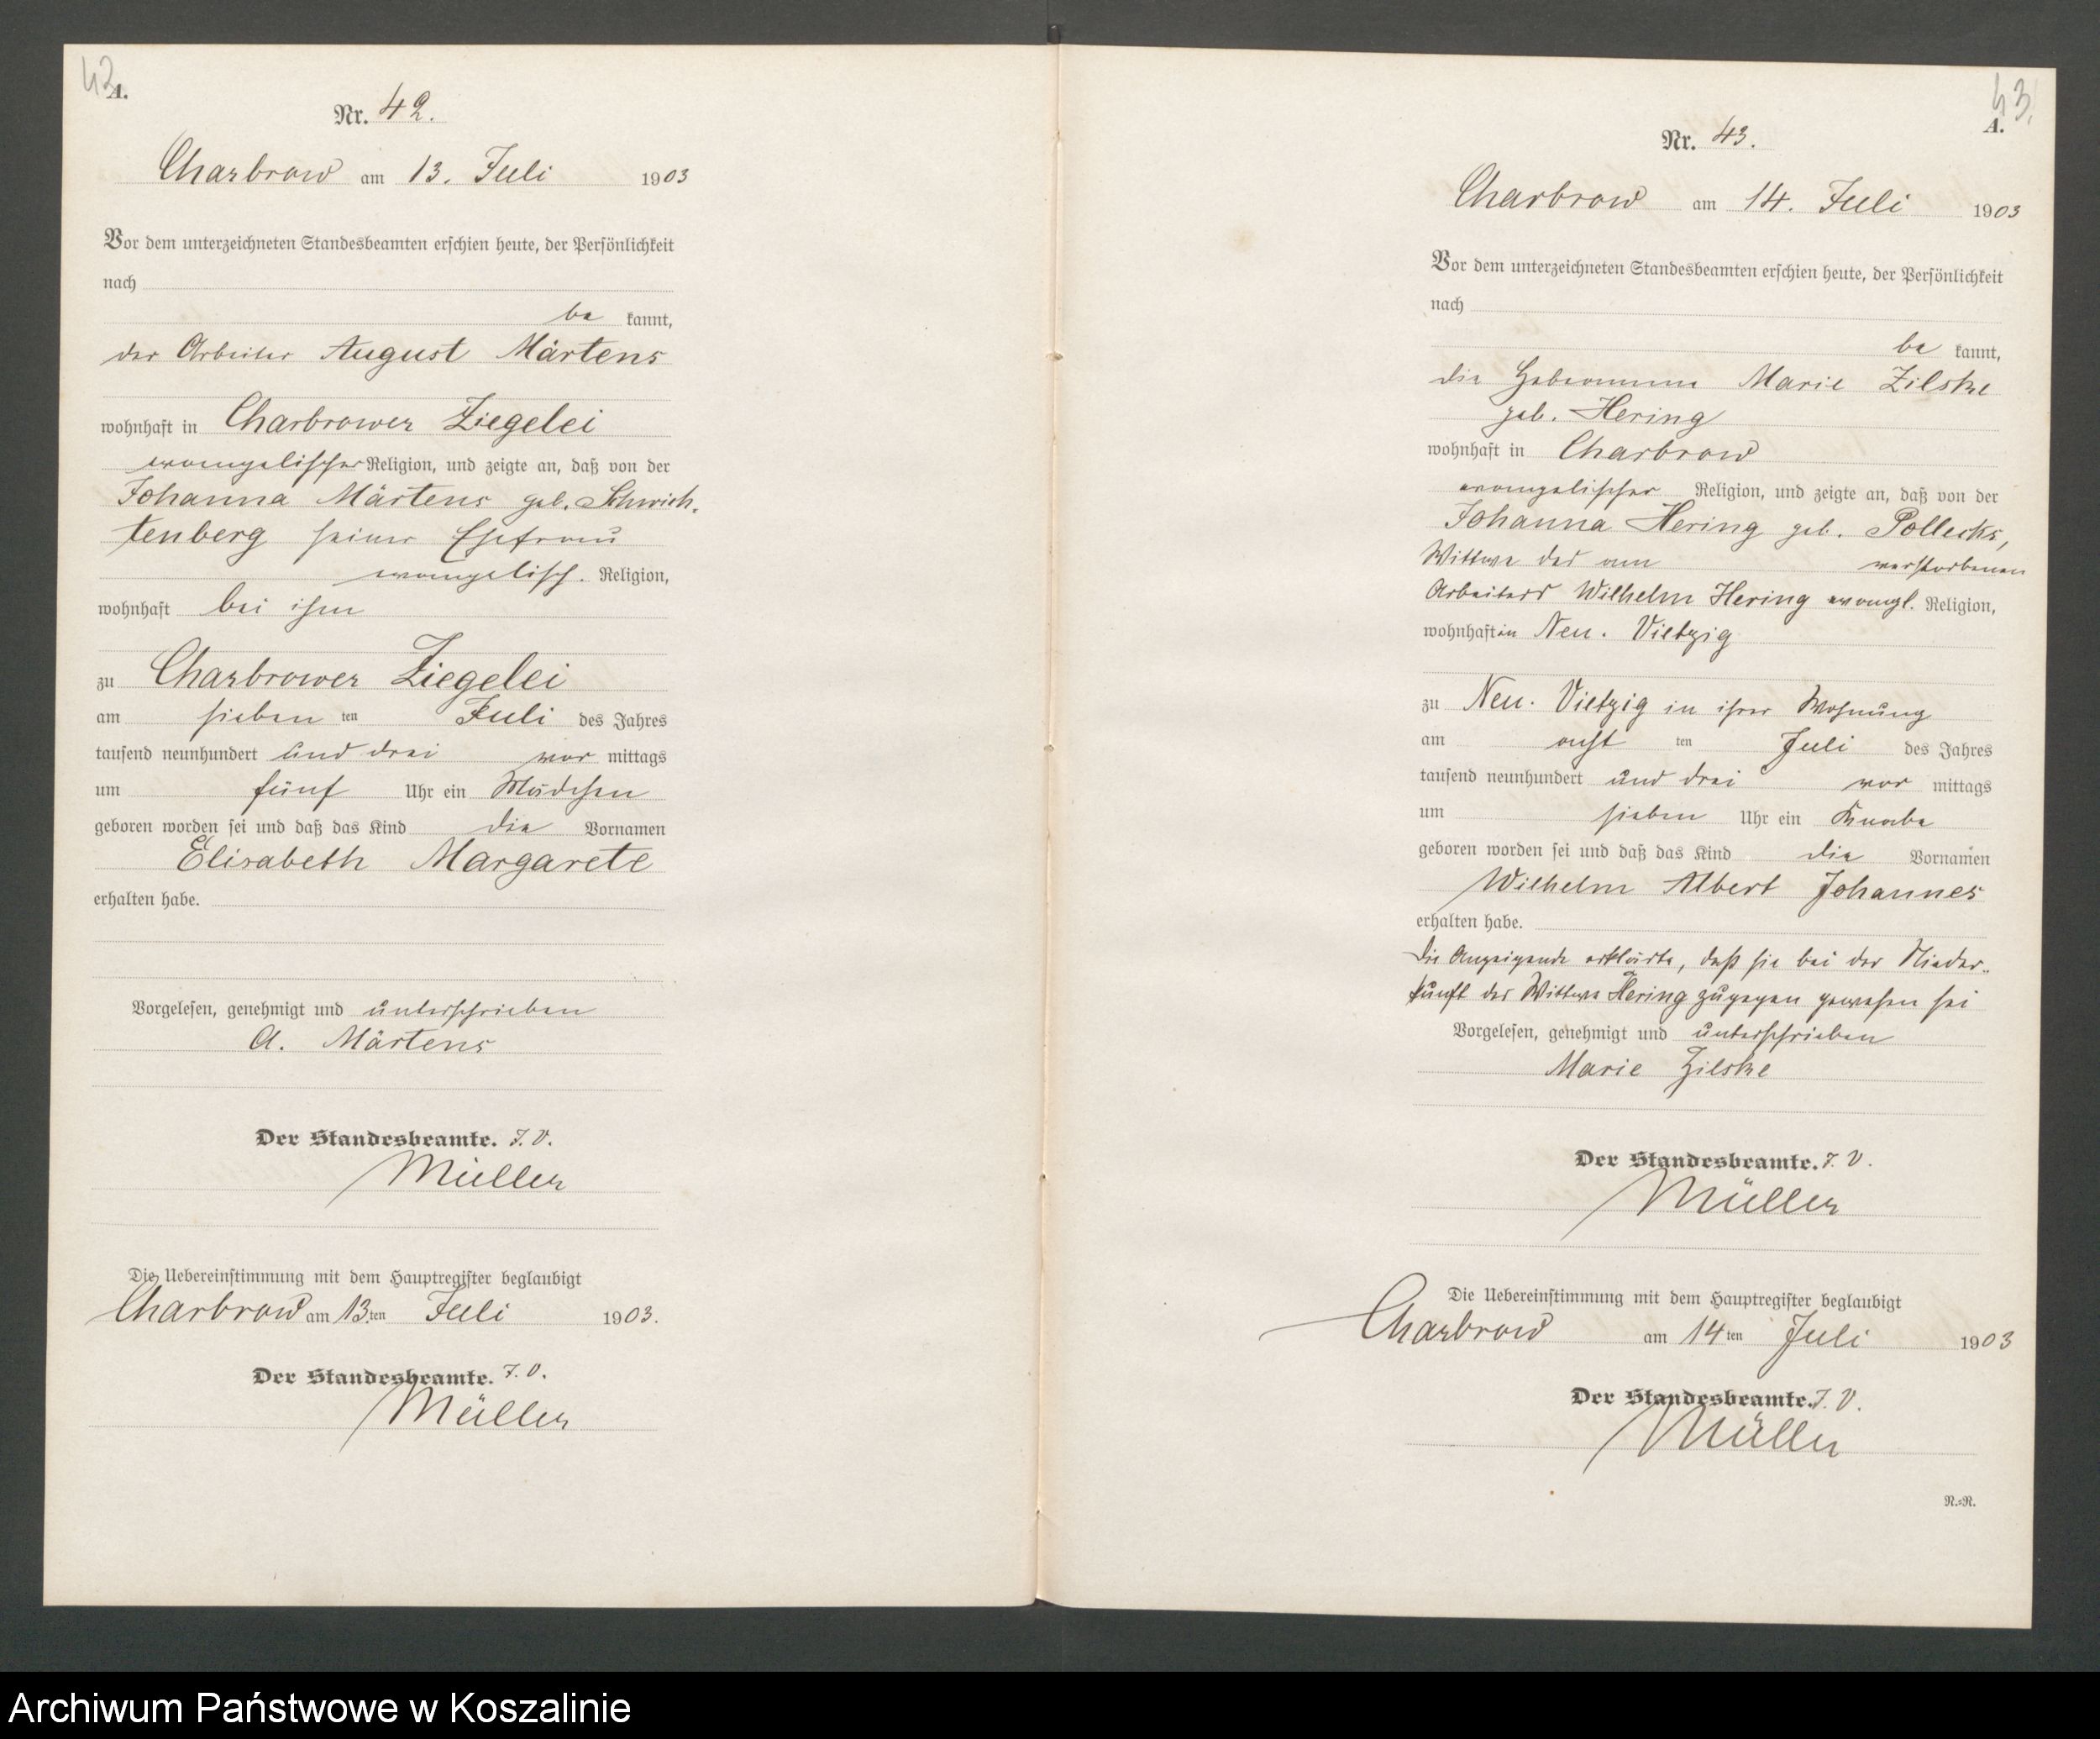 42
A.
Nr. 42.
Charbrow am 13. Juli 1903
Vor dem unterzeichneten Standesbeamten erschien heute, der Persönlichkeit
nach
be kannt,
der Arbeiter August Märtens
wohnhaft in Charbrower Ziegelei
evangelischer Religion, und zeigte an, daß von der
Johanna Märtens geb. Schwich-
tenberg seiner Ehefrau
evangelisch. Religion,
wohnhaft bei ihm
zu Charbrower Ziegelei
am sieben ten Juli des Jahres
tausend neunhundert und drei vor mittags
um fünf Uhr ein Mädchen
geboren worden sei und daß das Kind die Vornamen
Elisabeth Margarete
erhalten habe.
Vorgelesen, genehmigt und unterschrieben
A. Märtens
Der Standesbeamte. J. V.
Müller
Die Uebereinstimmung mit dem Hauptregister beglaubigt
Charbrow am 13. ten Juli 1903.
Der Standesbeamte. J. V.
Müller
43.
A.
Nr. 43.
Charbrow am 14. Juli 1903
Vor dem unterzeichneten Standesbeamten erschien heute, der Persönlichkeit
nach
be kannt,
die Hebeamme Marie Zilske
geb. Hering
wohnhaft in Charbrow
evangelischer Religion, und zeigte an, daß von der
Johanna Hering geb.
Wittwe des am verstorbenen
Arbeiters Wilhelm Hering evangl. Religion,
wohnhaft in Neu. Vietzig
zu Neu. Vietzig in ihrer Wohnung
am acht ten Juli des Jahres
tausend neunhundert und drei vor mittags
um sieben Uhr ein Knabe
geboren worden sei und daß das Kind die Vornamen
Wilhelm Albert Johannes
erhalten habe.
Die Anzeigende erklärte, daß sie bei der Nieder-
kunft der Wittwe Hering zugegen gewesen sei
Vorgelesen, genehmigt und unterschrieben
Marie Zilske
Der Standesbeamte. J. V.
Müller
Die Uebereinstimmung mit dem Hauptregister beglaubigt
Charbrow am 14 ten Juli 1903
Der Standesbeamte. J. V.
Müller
N.=R.
Archiwum Państwowe w Koszalinie